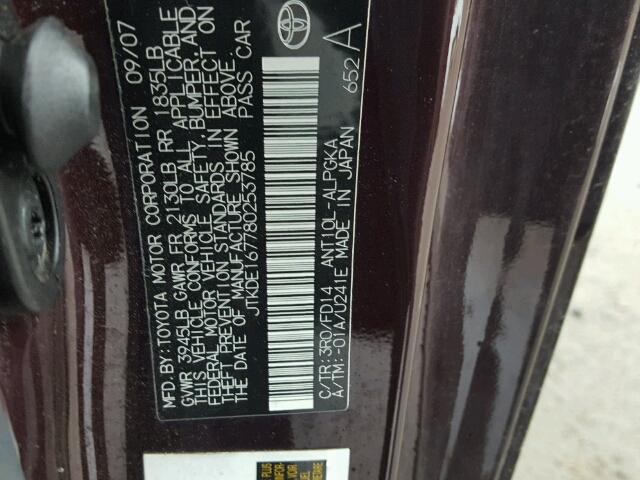 MFD.BY:TOYOTA MOTOR CORPORATION 09/07
GVWR 3945LB GAWR FR 2130LB RR 1835LB
THIS VEHICLE CONFORMS TO ALL APPLICABLE
FEDERAL MOTOR VEHICLE SAFETY, BUMPER, AND
THEFT PREVENTION STANDARDS IN EFFECT ON
THE DATE OF MANUFACTURE SHOWN ABOVE.
JTKDE167780253785 PASS CAR
C/TR:3R0/FD14 ANT10L-ALPGKA
A/TM:-01A/U241E MADE IN JAPAN
652 A
PLUS